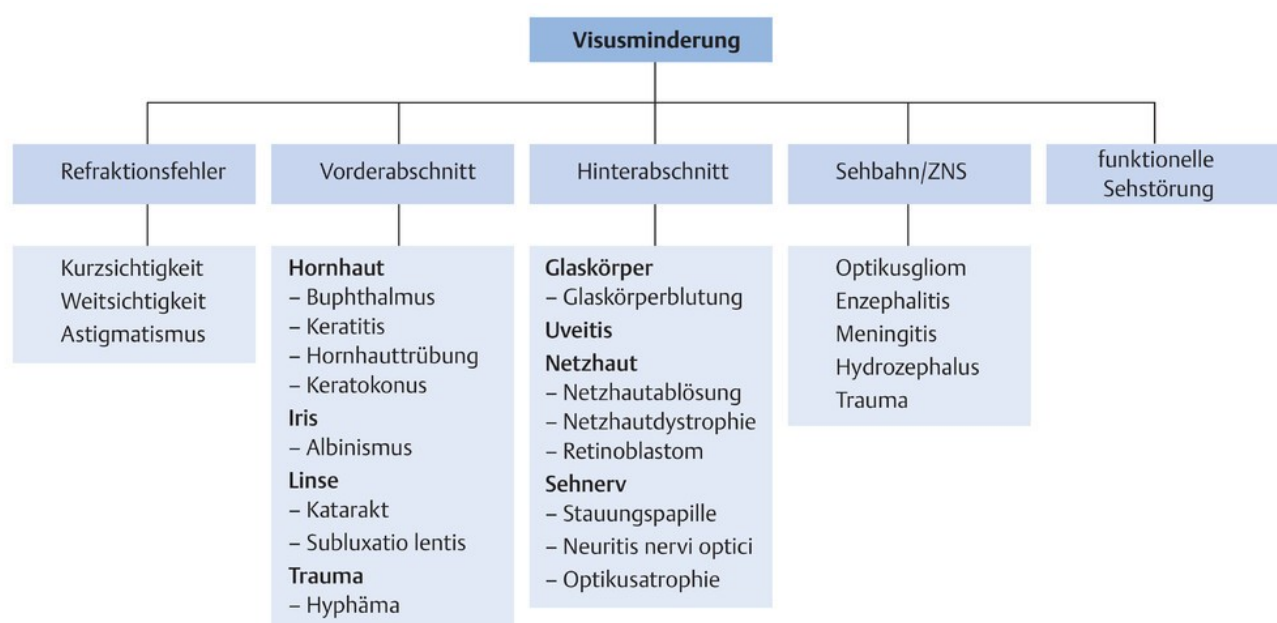 Visusminderung
Refraktionsfehler
Kurzsichtigkeit
Weitsichtigkeit
Astigmatismus
Vorderabschnitt
Hornhaut
– Buphthalmus
– Keratitis
– Hornhauttrübung
– Keratokonus
Iris
– Albinismus
Linse
– Katarakt
– Subluxatio lentis
Trauma
– Hyphäma
Hinterabschnitt
Glaskörper
– Glaskörperblutung
Uveitis
Netzhaut
– Netzhautablösung
– Netzhautdystrophie
– Retinoblastom
Sehnerv
– Stauungspapille
– Neuritis nervi optici
– Optikusatrophie
Sehbahn/ZNS
Optikusgliom
Enzephalitis
Meningitis
Hydrozephalus
Trauma
funktionelle
Sehstörung